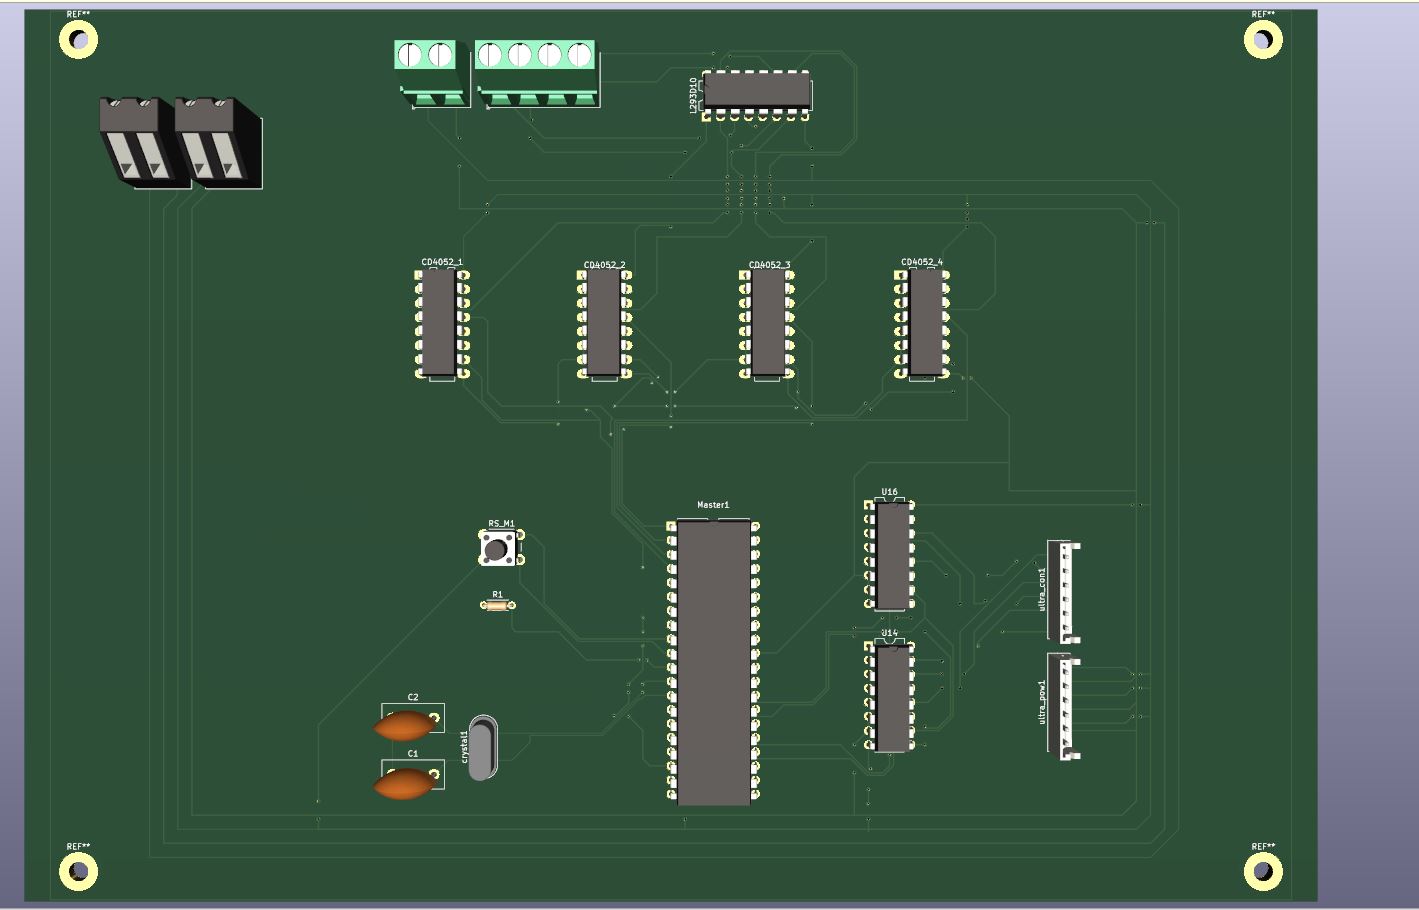 REF**
REF**
L293D10
CD4052_1
CD4052_2
CD4052_3
CD4052_4
U16
Master1
RS_M1
ultra_con1
R1
U14
C2
ultra_pow1
crystal1
C1
REF**
REF**